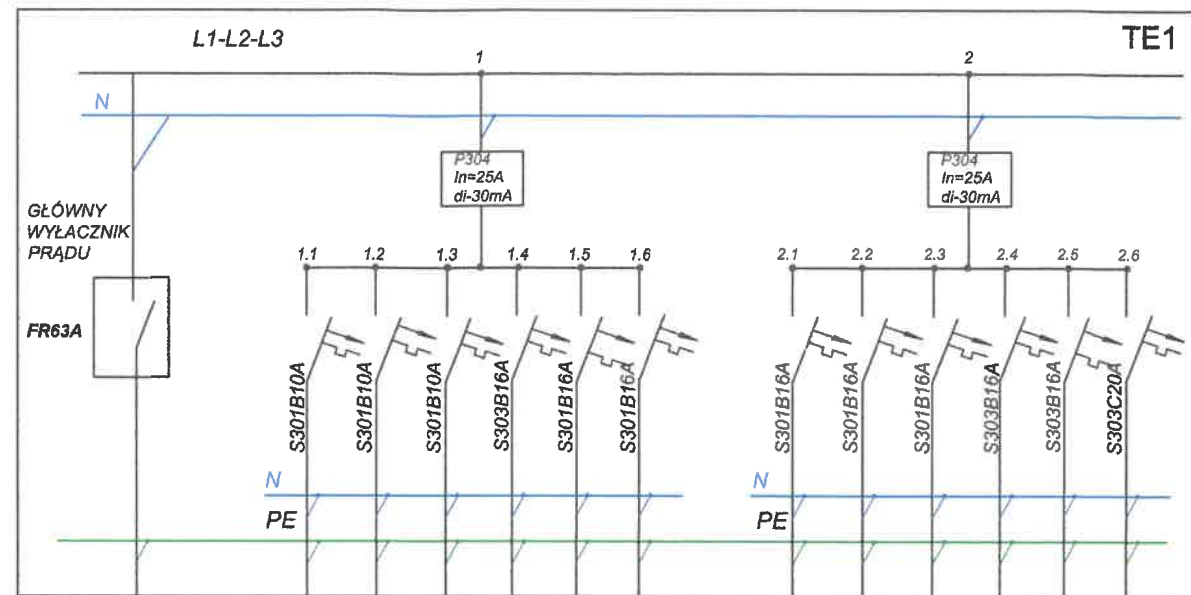 L1-L2-L3
TE1
1
2
N
P304
In=25A
di-30mA
P304
In=25A
di-30mA
GŁÓWNY
WYŁACZNIK
PRĄDU
FR63A
1.1
1.2
1.3
1.4
1.5
1.6
2.1
2.2
2.3
2.4
2.5
2.6
S301B10A
S301B10A
S301B10A
S303B16A
S301B16A
S301B16A
S301B16A
S301B16A
S301B16A
S303B16A
S303B16A
S303C20A
N
N
PE
PE